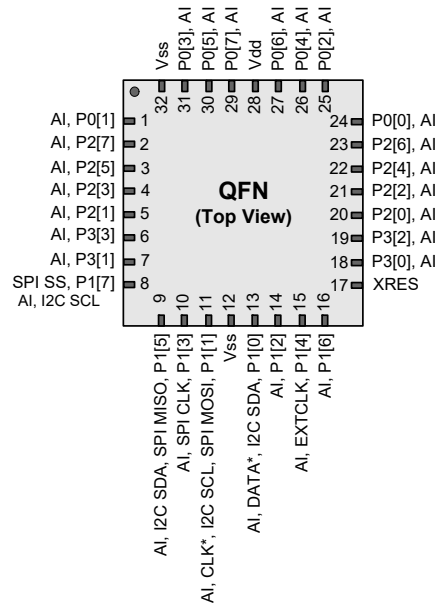 Vss
P0[3], AI
P0[5], AI
P0[7], AI
Vdd
P0[6], AI
P0[4], AI
P0[2], AI
32
31
30
29
28
27
26
25
AI, P0[1] 1
AI, P2[7] 2
AI, P2[5] 3
AI, P2[3] 4
AI, P2[1] 5
AI, P3[3] 6
AI, P3[1] 7
SPI SS, P1[7] 8
AI, I2C SCL
QFN
(Top View)
24 P0[0], AI
23 P2[6], AI
22 P2[4], AI
21 P2[2], AI
20 P2[0], AI
19 P3[2], AI
18 P3[0], AI
17 XRES
9
10
11
12
13
14
15
16
AI, I2C SDA, SPI MISO, P1[5]
AI, SPI CLK, P1[3]
AI, CLK*, I2C SCL, SPI MOSI, P1[1]
Vss
AI, DATA*, I2C SDA, P1[0]
AI, P1[2]
AI, EXTCLK, P1[4]
AI, P1[6]